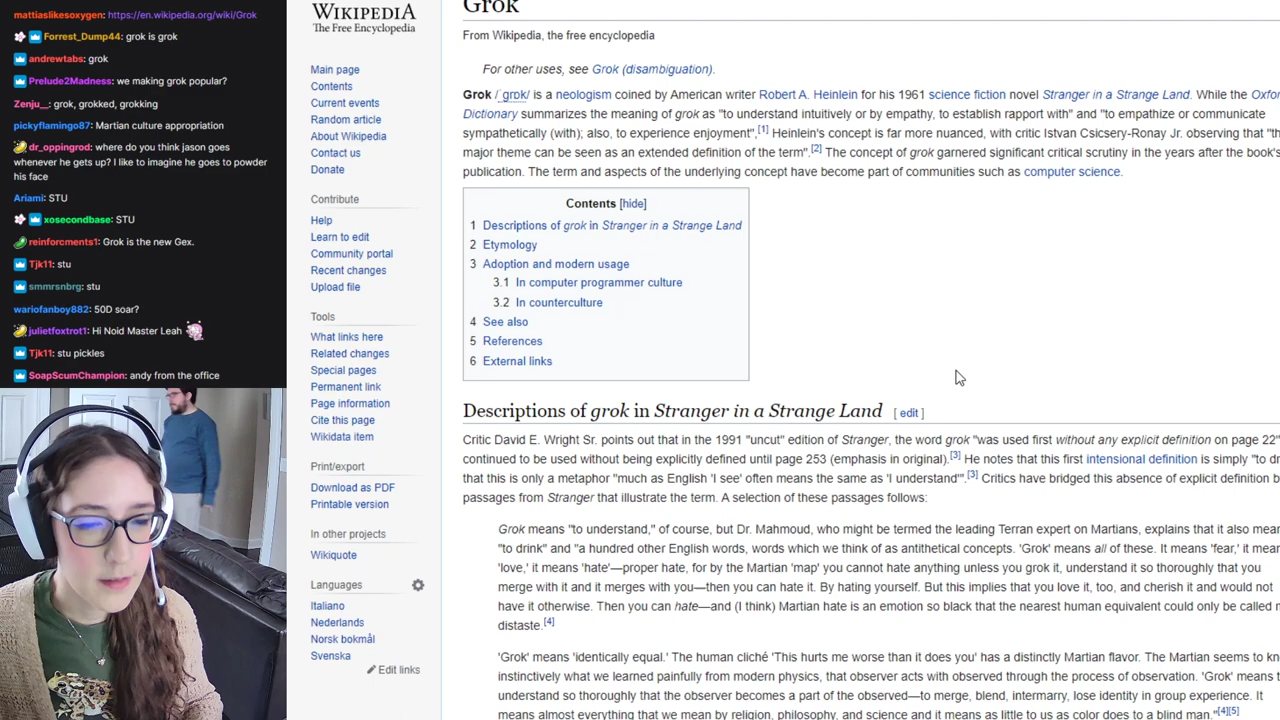 mattiaslikesoxygen: https://en.wikipedia.org/wiki/Grok
Forrest_Dump44: grok is grok
andrewtabs: grok
Prelude2Madness: we making grok popular?
Zenju__: grok, grokked, grokking
pickyflamingo87: Martian culture appropriation
dr_oppingrod: where do you think jason goes
whenever he gets up? I like to imagine he goes to powder
his face
Ariami: STU
xosecondbase: STU
reinforcments1: Grok is the new Gex.
Tjk11: stu
smmrsnbrg: stu
wariofanboy882: 50D soar?
julietfoxtrot1: Hi Noid Master Leah
Tjk11: stu pickles
SoapScumChampion: andy from the office
WIKIPEDIA
The Free Encyclopedia
Main page
Contents
Current events
Random article
About Wikipedia
Contact us
Donate
Contribute
Help
Learn to edit
Community portal
Recent changes
Upload file
Tools
What links here
Related changes
Special pages
Permanent link
Page information
Cite this page
Wikidata item
Print/export
Download as PDF
Printable version
In other projects
Wikiquote
Languages
Italiano
Nederlands
Norsk bokmål
Svenska
Edit links
Grok
From Wikipedia, the free encyclopedia
For other uses, see Grok (disambiguation).
Grok /ˈɡrɒk/ is a neologism coined by American writer Robert A. Heinlein for his 1961 science fiction novel Stranger in a Strange Land. While the Oxfo
Dictionary summarizes the meaning of grok as "to understand intuitively or by empathy, to establish rapport with" and "to empathize or communicate
sympathetically (with); also, to experience enjoyment",[1] Heinlein's concept is far more nuanced, with critic Istvan Csicsery-Ronay Jr. observing that "th
major theme can be seen as an extended definition of the term".[2] The concept of grok garnered significant critical scrutiny in the years after the book's
publication. The term and aspects of the underlying concept have become part of communities such as computer science.
Contents [hide]
1 Descriptions of grok in Stranger in a Strange Land
2 Etymology
3 Adoption and modern usage
3.1 In computer programmer culture
3.2 In counterculture
4 See also
5 References
6 External links
Descriptions of grok in Stranger in a Strange Land [ edit ]
Critic David E. Wright Sr. points out that in the 1991 "uncut" edition of Stranger, the word grok "was used first without any explicit definition on page 22"
continued to be used without being explicitly defined until page 253 (emphasis in original).[3] He notes that this first intensional definition is simply "to dr
that this is only a metaphor "much as English 'I see' often means the same as 'I understand'".[3] Critics have bridged this absence of explicit definition b
passages from Stranger that illustrate the term. A selection of these passages follows:
Grok means "to understand," of course, but Dr. Mahmoud, who might be termed the leading Terran expert on Martians, explains that it also mean
"to drink" and "a hundred other English words, words which we think of as antithetical concepts. 'Grok' means all of these. It means 'fear,' it mean
'love,' it means 'hate'—proper hate, for by the Martian 'map' you cannot hate anything unless you grok it, understand it so thoroughly that you
merge with it and it merges with you—then you can hate it. By hating yourself. But this implies that you love it, too, and cherish it and would not
have it otherwise. Then you can hate—and (I think) Martian hate is an emotion so black that the nearest human equivalent could only be called m
distaste.[4]
'Grok' means 'identically equal.' The human cliché 'This hurts me worse than it does you' has a distinctly Martian flavor. The Martian seems to kno
instinctively what we learned painfully from modern physics, that observer acts with observed through the process of observation. 'Grok' means t
understand so thoroughly that the observer becomes a part of the observed—to merge, blend, intermarry, lose identity in group experience. It
means almost everything that we mean by religion, philosophy, and science and it means as little to us as color does to a blind man."[4][5]